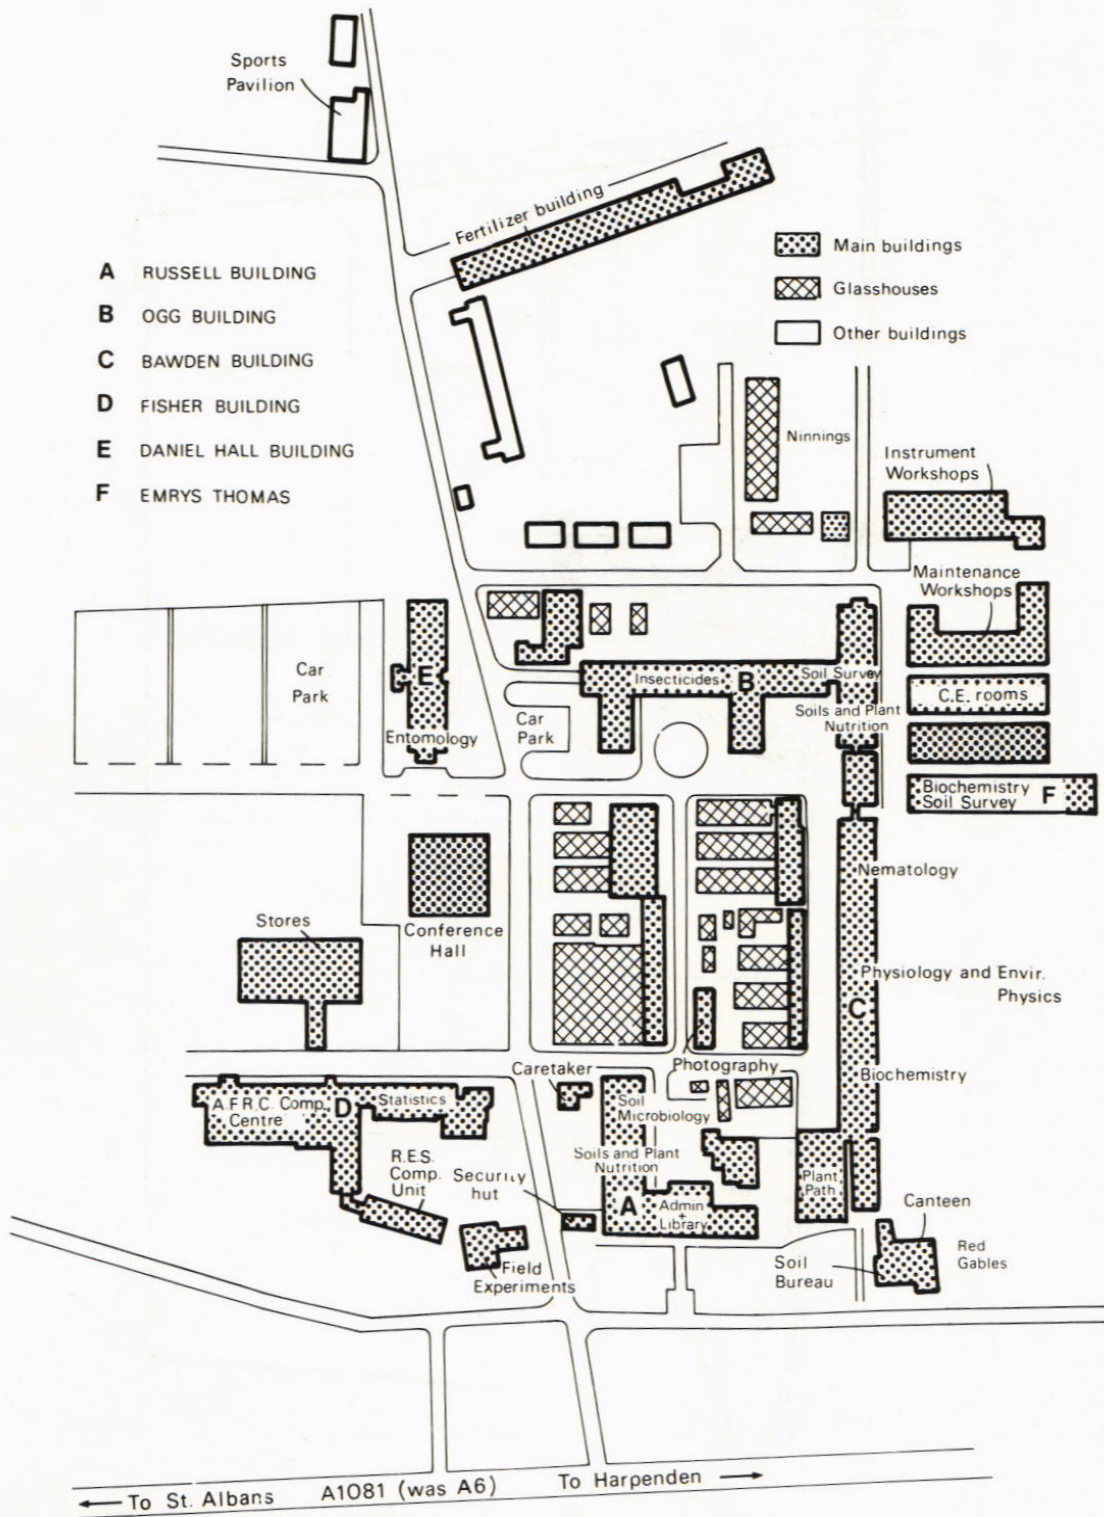 Sports
Pavilion
Fertilizer building
A RUSSELL BUILDING
B OGG BUILDING
C BAWDEN BUILDING
D FISHER BUILDING
E DANIEL HALL BUILDING
F EMRYS THOMAS
Main buildings
Glasshouses
Other buildings
Ninnings
Instrument
Workshops
Maintenance
Workshops
Car
Park
E
Entomology
Car
Park
Insecticides
B
Soil Survey
Soils and Plant
Nutrition
C.E. rooms
Biochemistry
Soil Survey
F
Nematology
Conference
Hall
Stores
Physiology and Envir.
Physics
C
Photography
Biochemistry
Caretaker
A.F.R.C. Comp.
Centre
D
Statistics
Soil
Microbiology
Soils and Plant
Nutrition
R.E.S.
Comp.
Unit
Security
hut
A
Admin
+
Library
Plant
Path.
Canteen
Red
Gables
Soil
Bureau
Field
Experiments
To St. Albans
A1081 (was A6)
To Harpenden